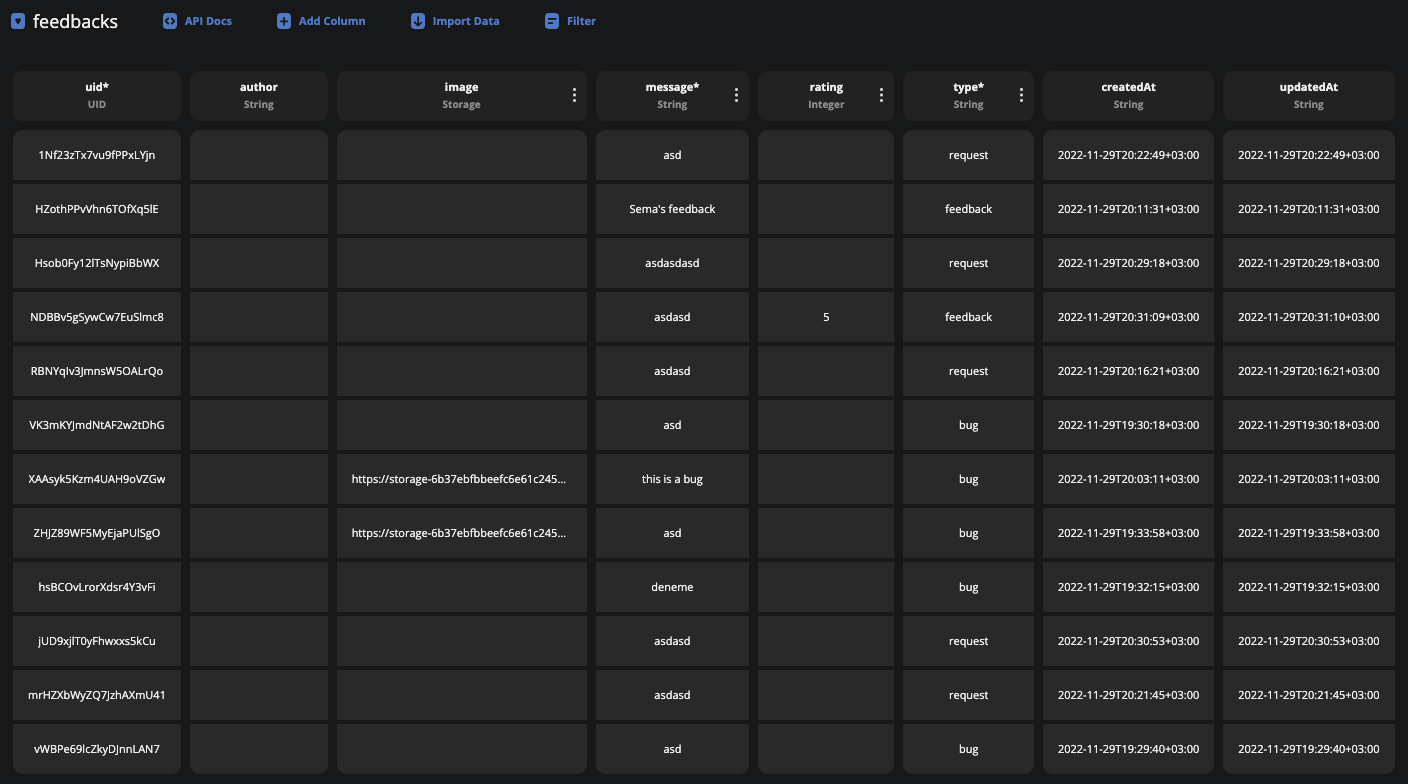 feedbacks API Docs Add Column Import Data Filter
uid* author image message* rating type* createdAt updatedAt
UID String Storage String Integer String String String
1Nf23zTx7vu9fPPxLYjn asd request 2022-11-29T20:22:49+03:00 2022-11-29T20:22:49+03:00
HZothPPvVhn6TOfXq5lE Sema's feedback feedback 2022-11-29T20:11:31+03:00 2022-11-29T20:11:31+03:00
Hsob0Fy12lTsNypiBbWX asdasdasd request 2022-11-29T20:29:18+03:00 2022-11-29T20:29:18+03:00
NDBBv5gSywCw7EuSlmc8 asdasd 5 feedback 2022-11-29T20:31:09+03:00 2022-11-29T20:31:10+03:00
RBNYqIv3JmnsW5OALrQo asdasd request 2022-11-29T20:16:21+03:00 2022-11-29T20:16:21+03:00
VK3mKYJmdNtAF2w2tDhG asd bug 2022-11-29T19:30:18+03:00 2022-11-29T19:30:18+03:00
XAAsyk5Kzm4UAH9oVZGw https://storage-6b37ebfbbeefc6e61c245... this is a bug bug 2022-11-29T20:03:11+03:00 2022-11-29T20:03:11+03:00
ZHJZ89WF5MyEjaPUlSgO https://storage-6b37ebfbbeefc6e61c245... asd bug 2022-11-29T19:33:58+03:00 2022-11-29T19:33:58+03:00
hsBCOvLrorXdsr4Y3vFi deneme bug 2022-11-29T19:32:15+03:00 2022-11-29T19:32:15+03:00
jUD9xjlT0yFhwxxs5kCu asdasd request 2022-11-29T20:30:53+03:00 2022-11-29T20:30:53+03:00
mrHZXbWyZQ7JzhAXmU41 asdasd request 2022-11-29T20:21:45+03:00 2022-11-29T20:21:45+03:00
vWBPe69lcZkyDJnnLAN7 asd bug 2022-11-29T19:29:40+03:00 2022-11-29T19:29:40+03:00